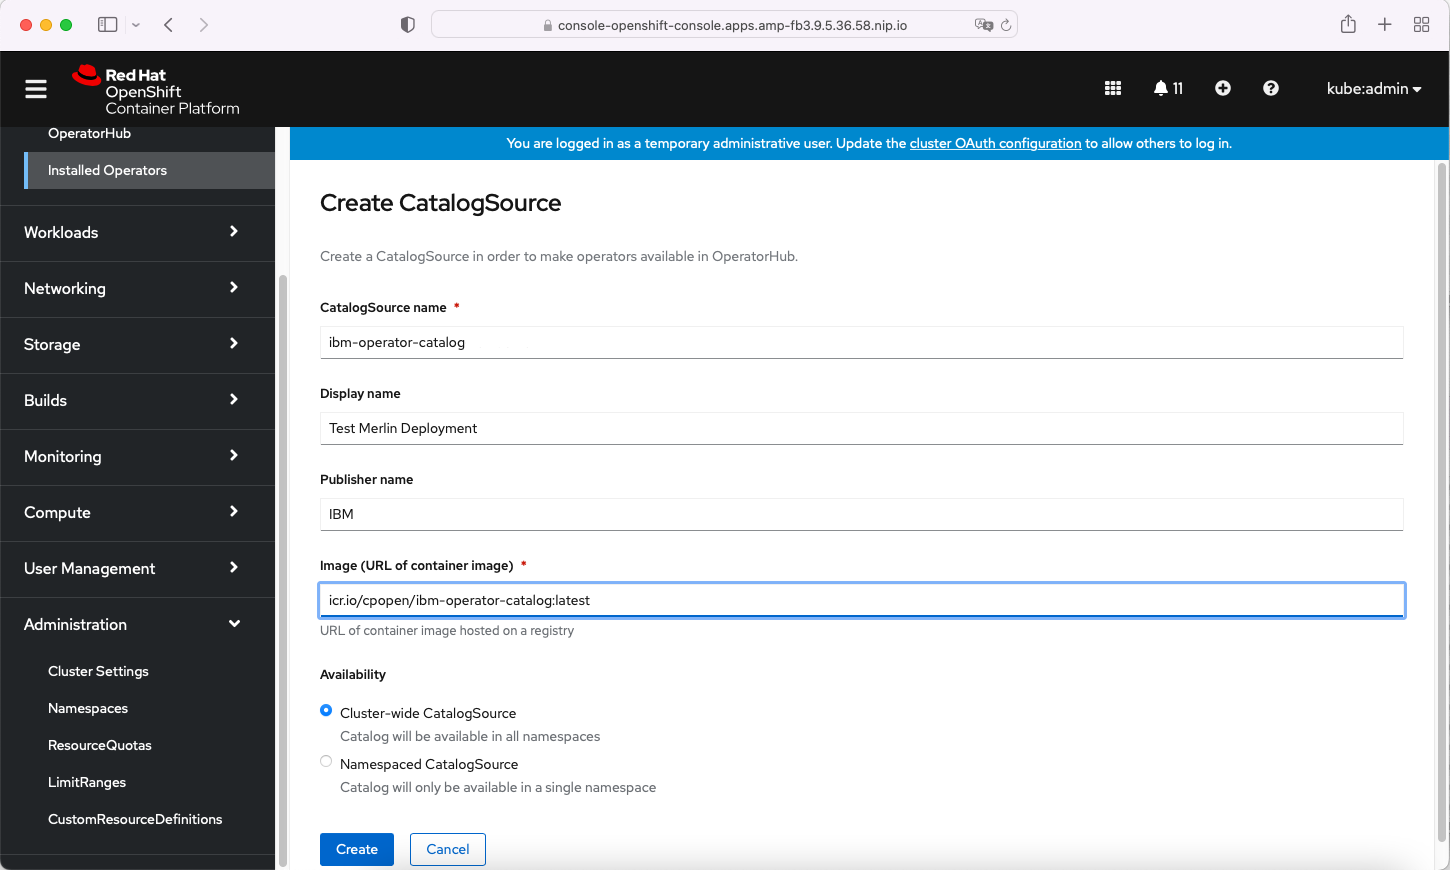 console-openshift-console.apps.amp-fb3.9.5.36.58.nip.io
Red Hat
OpenShift
Container Platform
11
kube:admin
OperatorHub
Installed Operators
Workloads
Networking
Storage
Builds
Monitoring
Compute
User Management
Administration
Cluster Settings
Namespaces
ResourceQuotas
LimitRanges
CustomResourceDefinitions
You are logged in as a temporary administrative user. Update the cluster OAuth configuration to allow others to log in.
Create CatalogSource
Create a CatalogSource in order to make operators available in OperatorHub.
CatalogSource name *
ibm-operator-catalog
Display name
Test Merlin Deployment
Publisher name
IBM
Image (URL of container image) *
icr.io/cpopen/ibm-operator-catalog:latest
URL of container image hosted on a registry
Availability
Cluster-wide CatalogSource
Catalog will be available in all namespaces
Namespaced CatalogSource
Catalog will only be available in a single namespace
Create
Cancel